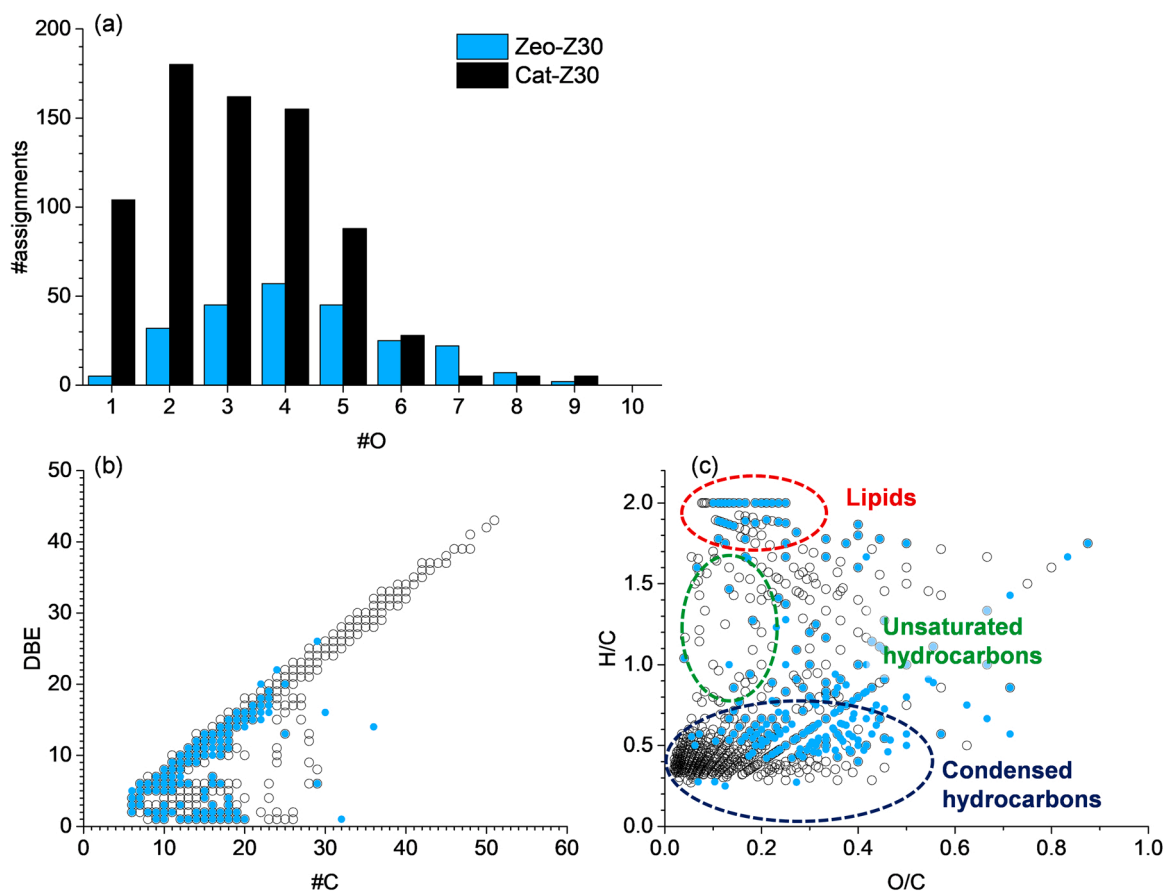 (a)
200
150
100
50
0
#assignments
Zeo-Z30
Cat-Z30
1 2 3 4 5 6 7 8 9 10
#O
(b)
50
40
30
20
10
0
DBE
0 10 20 30 40 50 60
#C
(c)
2.0
1.5
1.0
0.5
0.0
H/C
Lipids
Unsaturated
hydrocarbons
Condensed
hydrocarbons
0.0 0.2 0.4 0.6 0.8 1.0
O/C